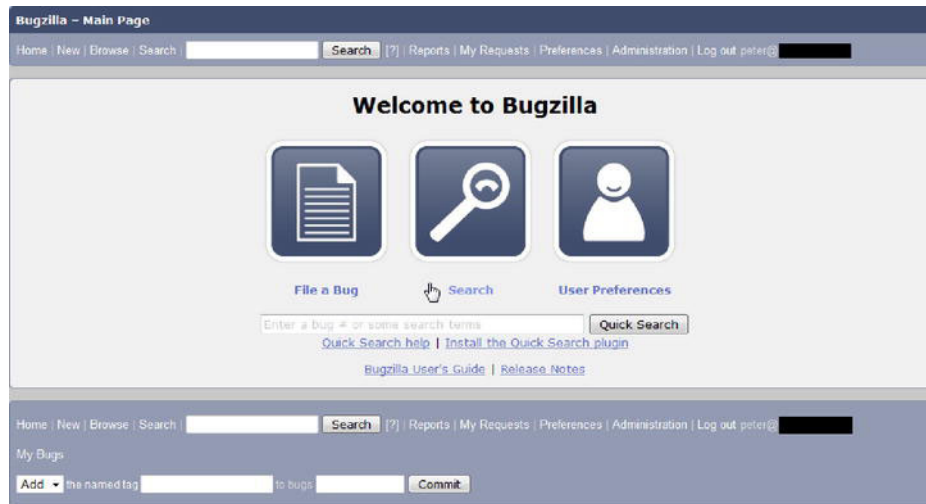 Bugzilla – Main Page
Home | New | Browse | Search | Search [?] | Reports | My Requests | Preferences | Administration | Log out peter@
Welcome to Bugzilla
File a Bug Search User Preferences
Enter a bug # or some search terms Quick Search
Quick Search help | Install the Quick Search plugin
Bugzilla User's Guide | Release Notes
Home | New | Browse | Search | Search [?] | Reports | My Requests | Preferences | Administration | Log out peter@
My Bugs
Add the named tag to bugs Commit